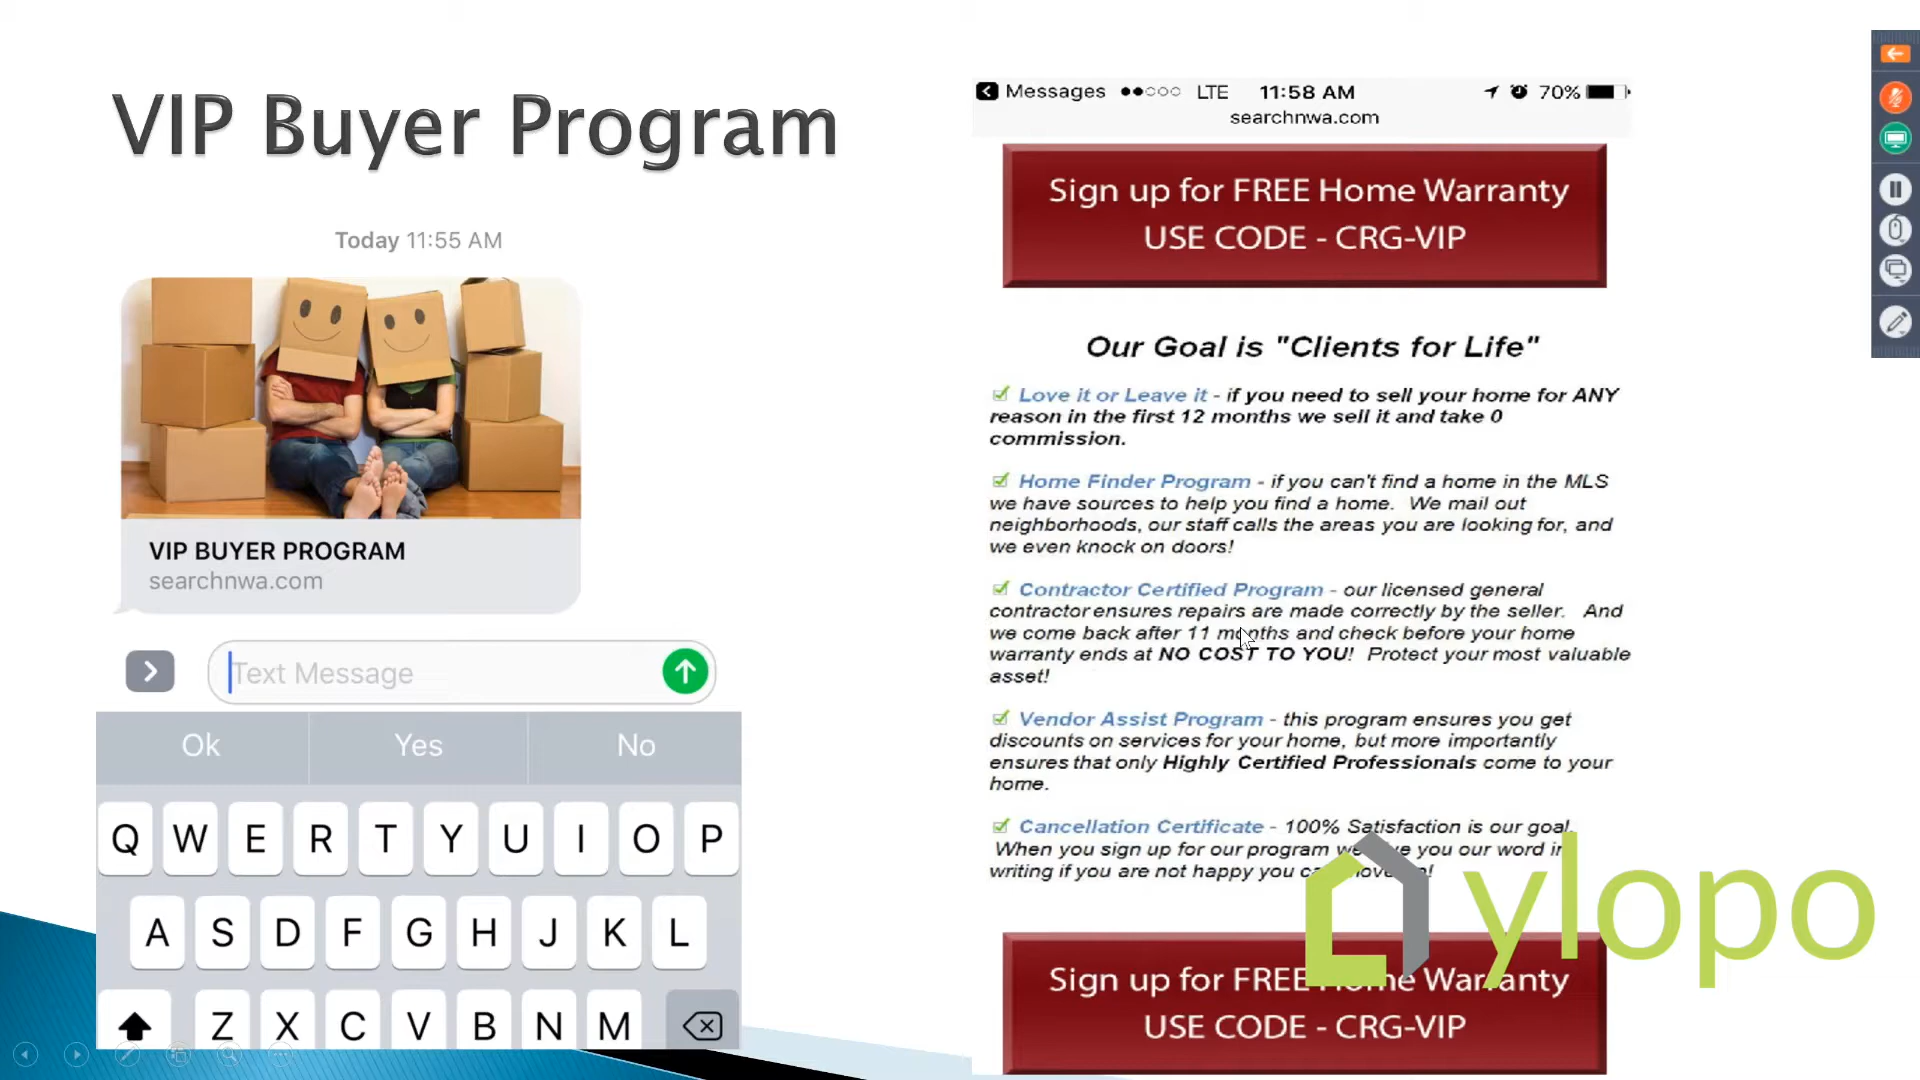 VIP Buyer Program
Today 11:55 AM
VIP BUYER PROGRAM
searchnwa.com
Text Message
Ok Yes No
Q W E R T Y U I O P
A S D F G H J K L
Z X C V B N M
Messages LTE 11:58 AM 70%
searchnwa.com
Sign up for FREE Home Warranty
USE CODE - CRG-VIP
Our Goal is "Clients for Life"
Love it or Leave it - if you need to sell your home for ANY
reason in the first 12 months we sell it and take 0
commission.
Home Finder Program - if you can't find a home in the MLS
we have sources to help you find a home. We mail out
neighborhoods, our staff calls the areas you are looking for, and
we even knock on doors!
Contractor Certified Program - our licensed general
contractor ensures repairs are made correctly by the seller. And
we come back after 11 months and check before your home
warranty ends at NO COST TO YOU! Protect your most valuable
asset!
Vendor Assist Program - this program ensures you get
discounts on services for your home, but more importantly
ensures that only Highly Certified Professionals come to your
home.
Cancellation Certificate - 100% Satisfaction is our goal.
When you sign up for our program we give you our word in
writing if you are not happy you can
ylopo
Sign up for FREE Home Warranty
USE CODE - CRG-VIP